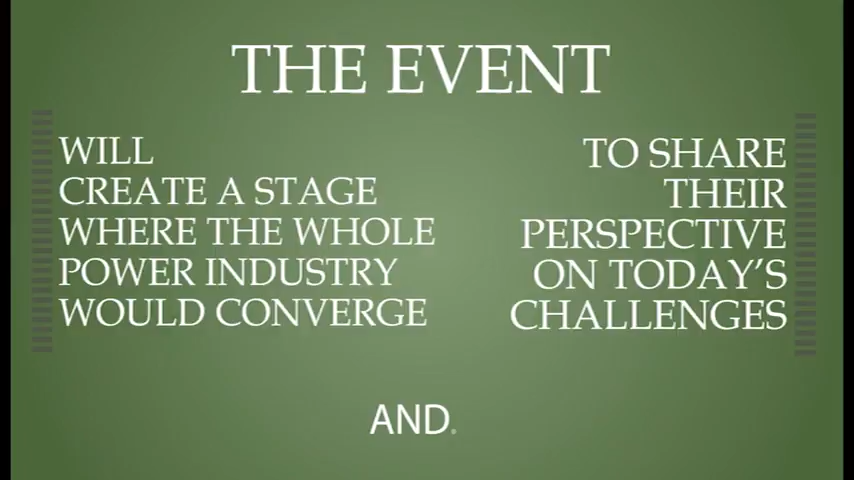 THE EVENT
WILL
CREATE A STAGE
WHERE THE WHOLE
POWER INDUSTRY
WOULD CONVERGE
TO SHARE
THEIR
PERSPECTIVE
ON TODAY'S
CHALLENGES
AND.